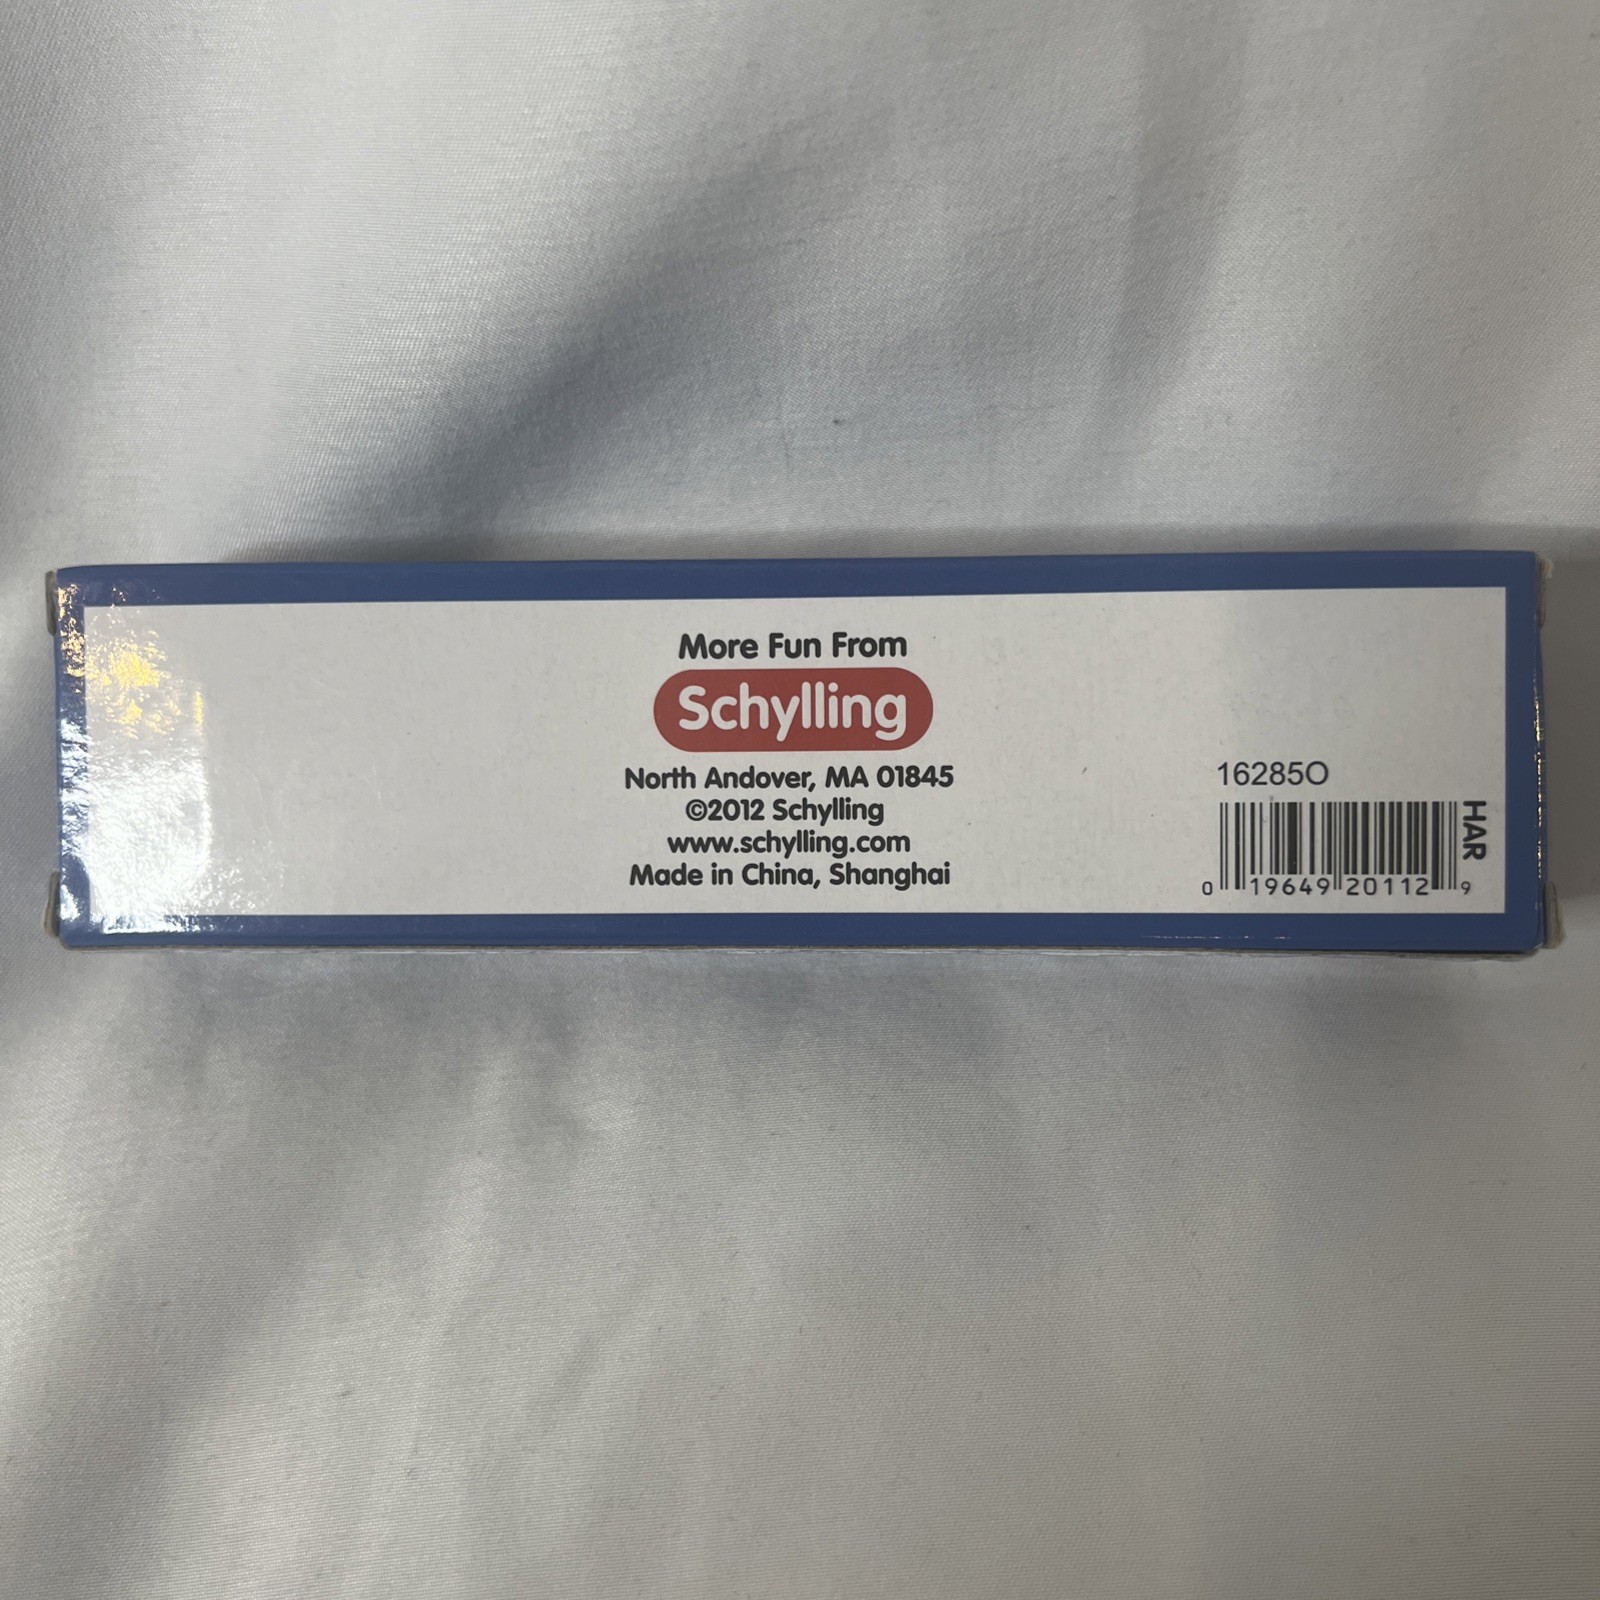 More Fun From
Schylling
North Andover, MA 01845
©2012 Schylling
www.schylling.com
Made in China, Shanghai
16285O
HAR
0 19649 20112 9